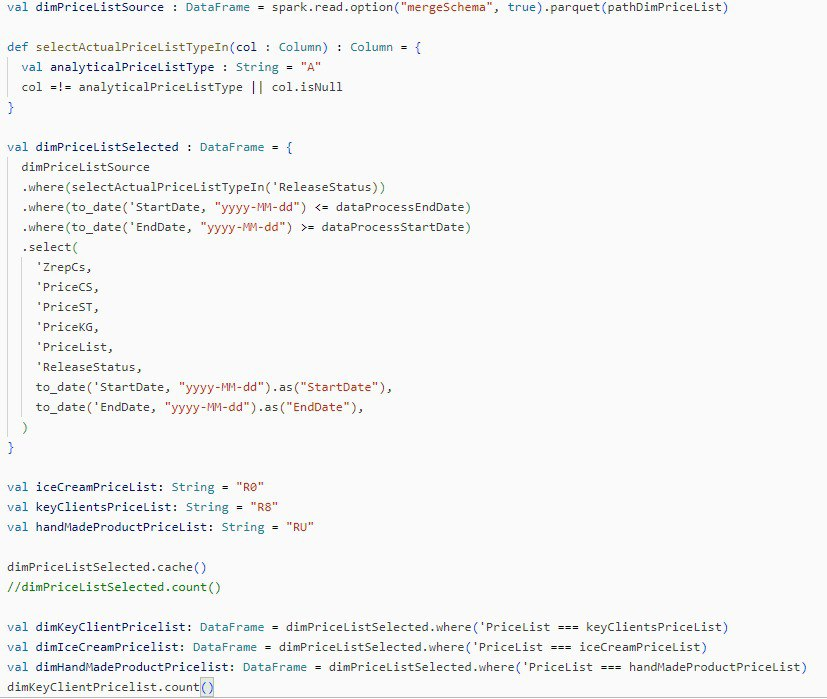 val dimPriceListSource : DataFrame = spark.read.option("mergeSchema", true).parquet(pathDimPriceList)
def selectActualPriceListTypeIn(col : Column) : Column = {
val analyticalPriceListType : String = "A"
col =!= analyticalPriceListType || col.isNull
}
val dimPriceListSelected : DataFrame = {
dimPriceListSource
.where(selectActualPriceListTypeIn('ReleaseStatus))
.where(to_date('StartDate, "yyyy-MM-dd") <= dataProcessEndDate)
.where(to_date('EndDate, "yyyy-MM-dd") >= dataProcessStartDate)
.select(
'ZrepCs,
'PriceCS,
'PriceST,
'PriceKG,
'PriceList,
'ReleaseStatus,
to_date('StartDate, "yyyy-MM-dd").as("StartDate"),
to_date('EndDate, "yyyy-MM-dd").as("EndDate"),
)
}
val iceCreamPriceList: String = "R0"
val keyClientsPriceList: String = "R8"
val handMadeProductPriceList: String = "RU"
dimPriceListSelected.cache()
//dimPriceListSelected.count()
val dimKeyClientPricelist: DataFrame = dimPriceListSelected.where('PriceList === keyClientsPriceList)
val dimIceCreamPricelist: DataFrame = dimPriceListSelected.where('PriceList === iceCreamPriceList)
val dimHandMadeProductPricelist: DataFrame = dimPriceListSelected.where('PriceList === handMadeProductPriceList)
dimKeyClientPricelist.count()